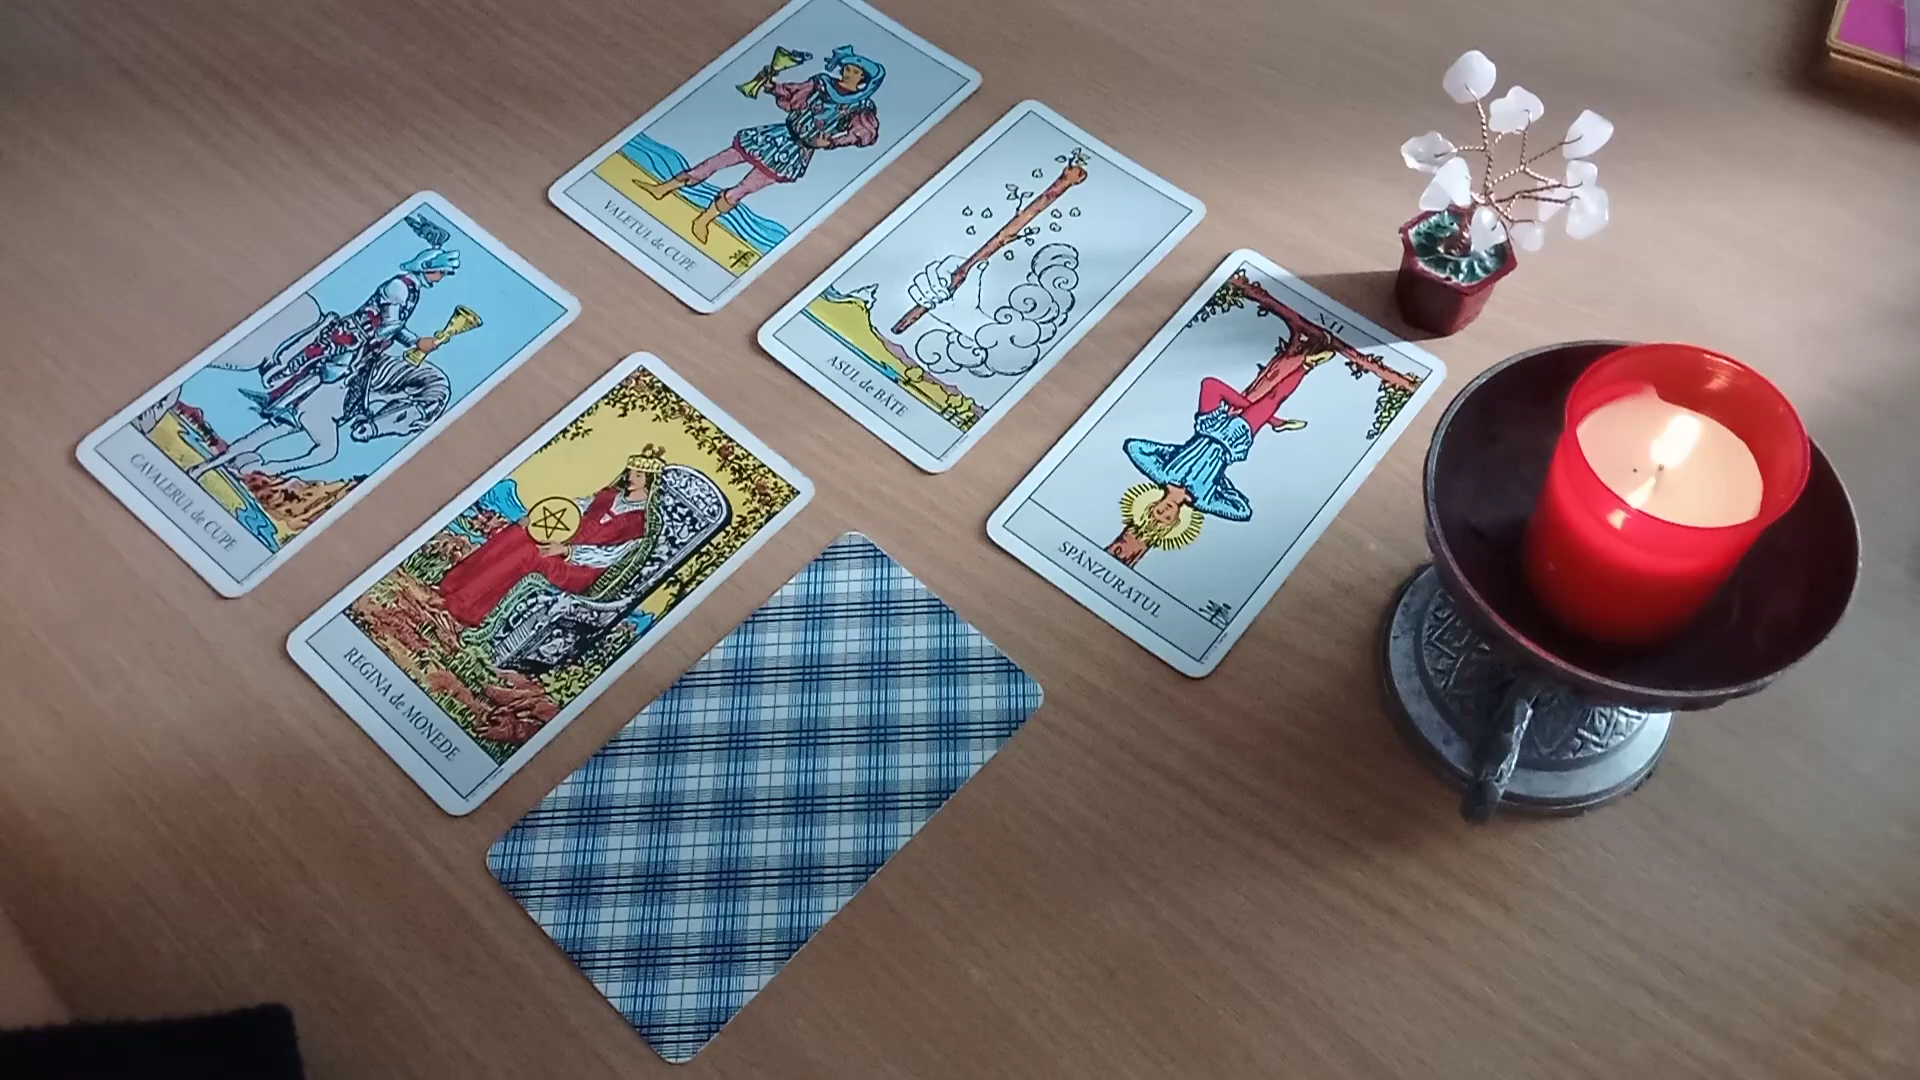 VALETUL de CUPE
ASUL de BÂTE
XII
SPÂNZURATUL
CAVALERUL de CUPE
REGINA de MONEDE